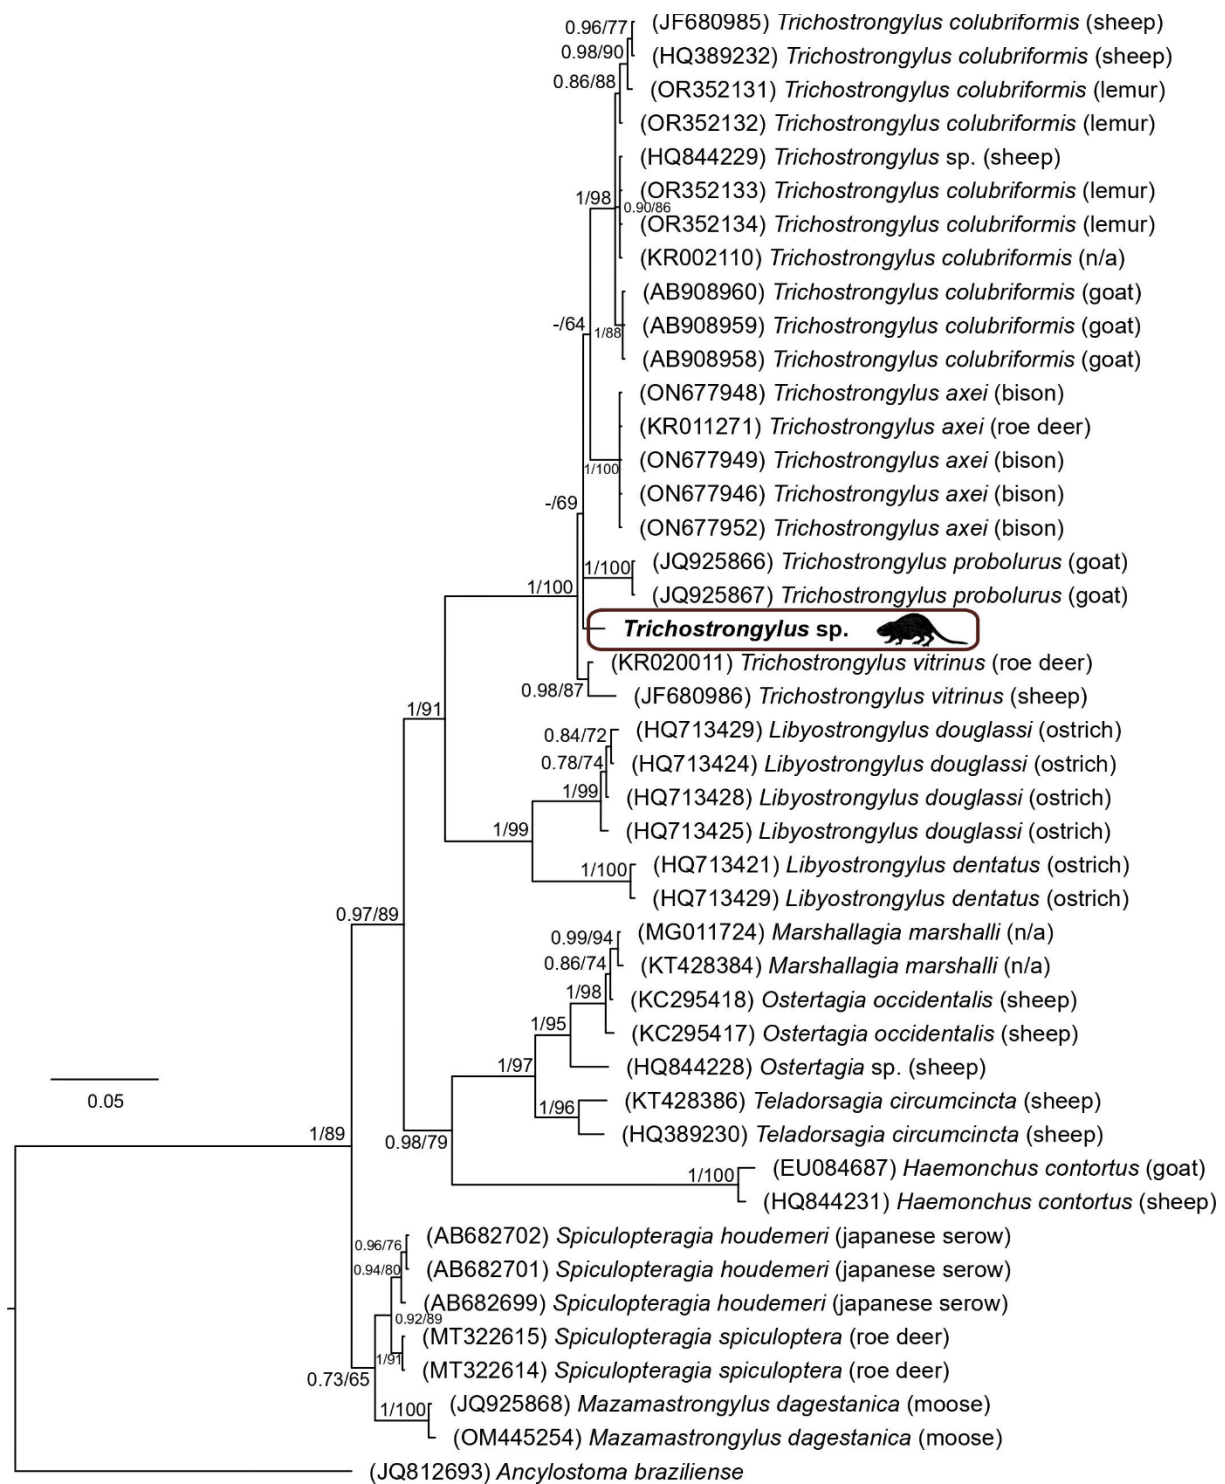 0.96/77
(JF680985) Trichostrongylus colubriformis (sheep)
0.98/90
(HQ389232) Trichostrongylus colubriformis (sheep)
0.86/88
(OR352131) Trichostrongylus colubriformis (lemur)
(OR352132) Trichostrongylus colubriformis (lemur)
(HQ844229) Trichostrongylus sp. (sheep)
1/98
(OR352133) Trichostrongylus colubriformis (lemur)
0.90/86
(OR352134) Trichostrongylus colubriformis (lemur)
(KR002110) Trichostrongylus colubriformis (n/a)
(AB908960) Trichostrongylus colubriformis (goat)
-/64
1/88
(AB908959) Trichostrongylus colubriformis (goat)
(AB908958) Trichostrongylus colubriformis (goat)
(ON677948) Trichostrongylus axei (bison)
(KR011271) Trichostrongylus axei (roe deer)
1/100
(ON677949) Trichostrongylus axei (bison)
-/69
(ON677946) Trichostrongylus axei (bison)
(ON677952) Trichostrongylus axei (bison)
1/100
(JQ925866) Trichostrongylus probolurus (goat)
1/100
(JQ925867) Trichostrongylus probolurus (goat)
Trichostrongylus sp.
(KR020011) Trichostrongylus vitrinus (roe deer)
0.98/87
(JF680986) Trichostrongylus vitrinus (sheep)
1/91
0.84/72
(HQ713429) Libyostrongylus douglassi (ostrich)
0.78/74
(HQ713424) Libyostrongylus douglassi (ostrich)
1/99
(HQ713428) Libyostrongylus douglassi (ostrich)
1/99
(HQ713425) Libyostrongylus douglassi (ostrich)
1/100
(HQ713421) Libyostrongylus dentatus (ostrich)
(HQ713429) Libyostrongylus dentatus (ostrich)
0.97/89
0.99/94
(MG011724) Marshallagia marshalli (n/a)
0.86/74
(KT428384) Marshallagia marshalli (n/a)
1/98
(KC295418) Ostertagia occidentalis (sheep)
1/95
(KC295417) Ostertagia occidentalis (sheep)
1/97
(HQ844228) Ostertagia sp. (sheep)
0.05
1/96
(KT428386) Teladorsagia circumcincta (sheep)
1/89
0.98/79
(HQ389230) Teladorsagia circumcincta (sheep)
1/100
(EU084687) Haemonchus contortus (goat)
(HQ844231) Haemonchus contortus (sheep)
0.96/76
(AB682702) Spiculopteragia houdemeri (japanese serow)
0.94/80
(AB682701) Spiculopteragia houdemeri (japanese serow)
(AB682699) Spiculopteragia houdemeri (japanese serow)
0.92/89
(MT322615) Spiculopteragia spiculoptera (roe deer)
1/91
(MT322614) Spiculopteragia spiculoptera (roe deer)
0.73/65
1/100
(JQ925868) Mazamastrongylus dagestanica (moose)
(OM445254) Mazamastrongylus dagestanica (moose)
(JQ812693) Ancylostoma braziliense